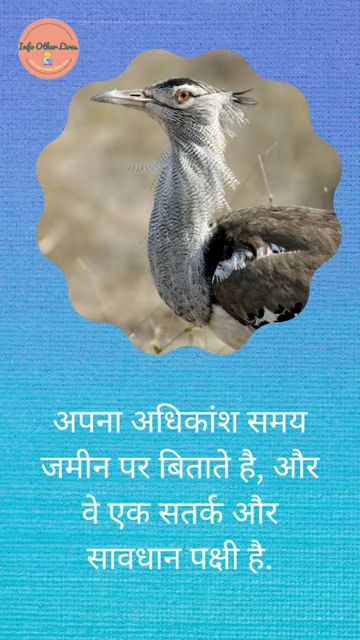 Info Other Lives
अपना अधिकांश समय
जमीन पर बिताते है, और
वे एक सतर्क और
सावधान पक्षी है.